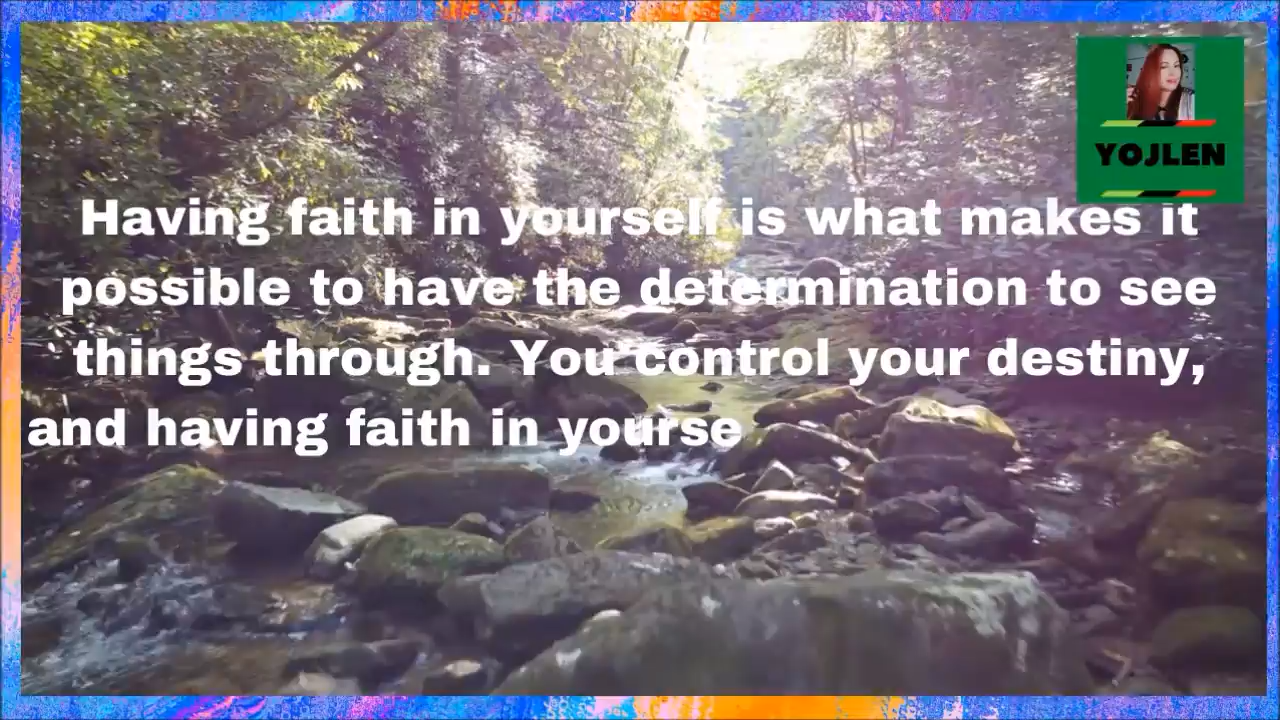 YOJLEN
Having faith in yourself is what makes it
possible to have the determination to see
things through. You control your destiny,
and having faith in yourse